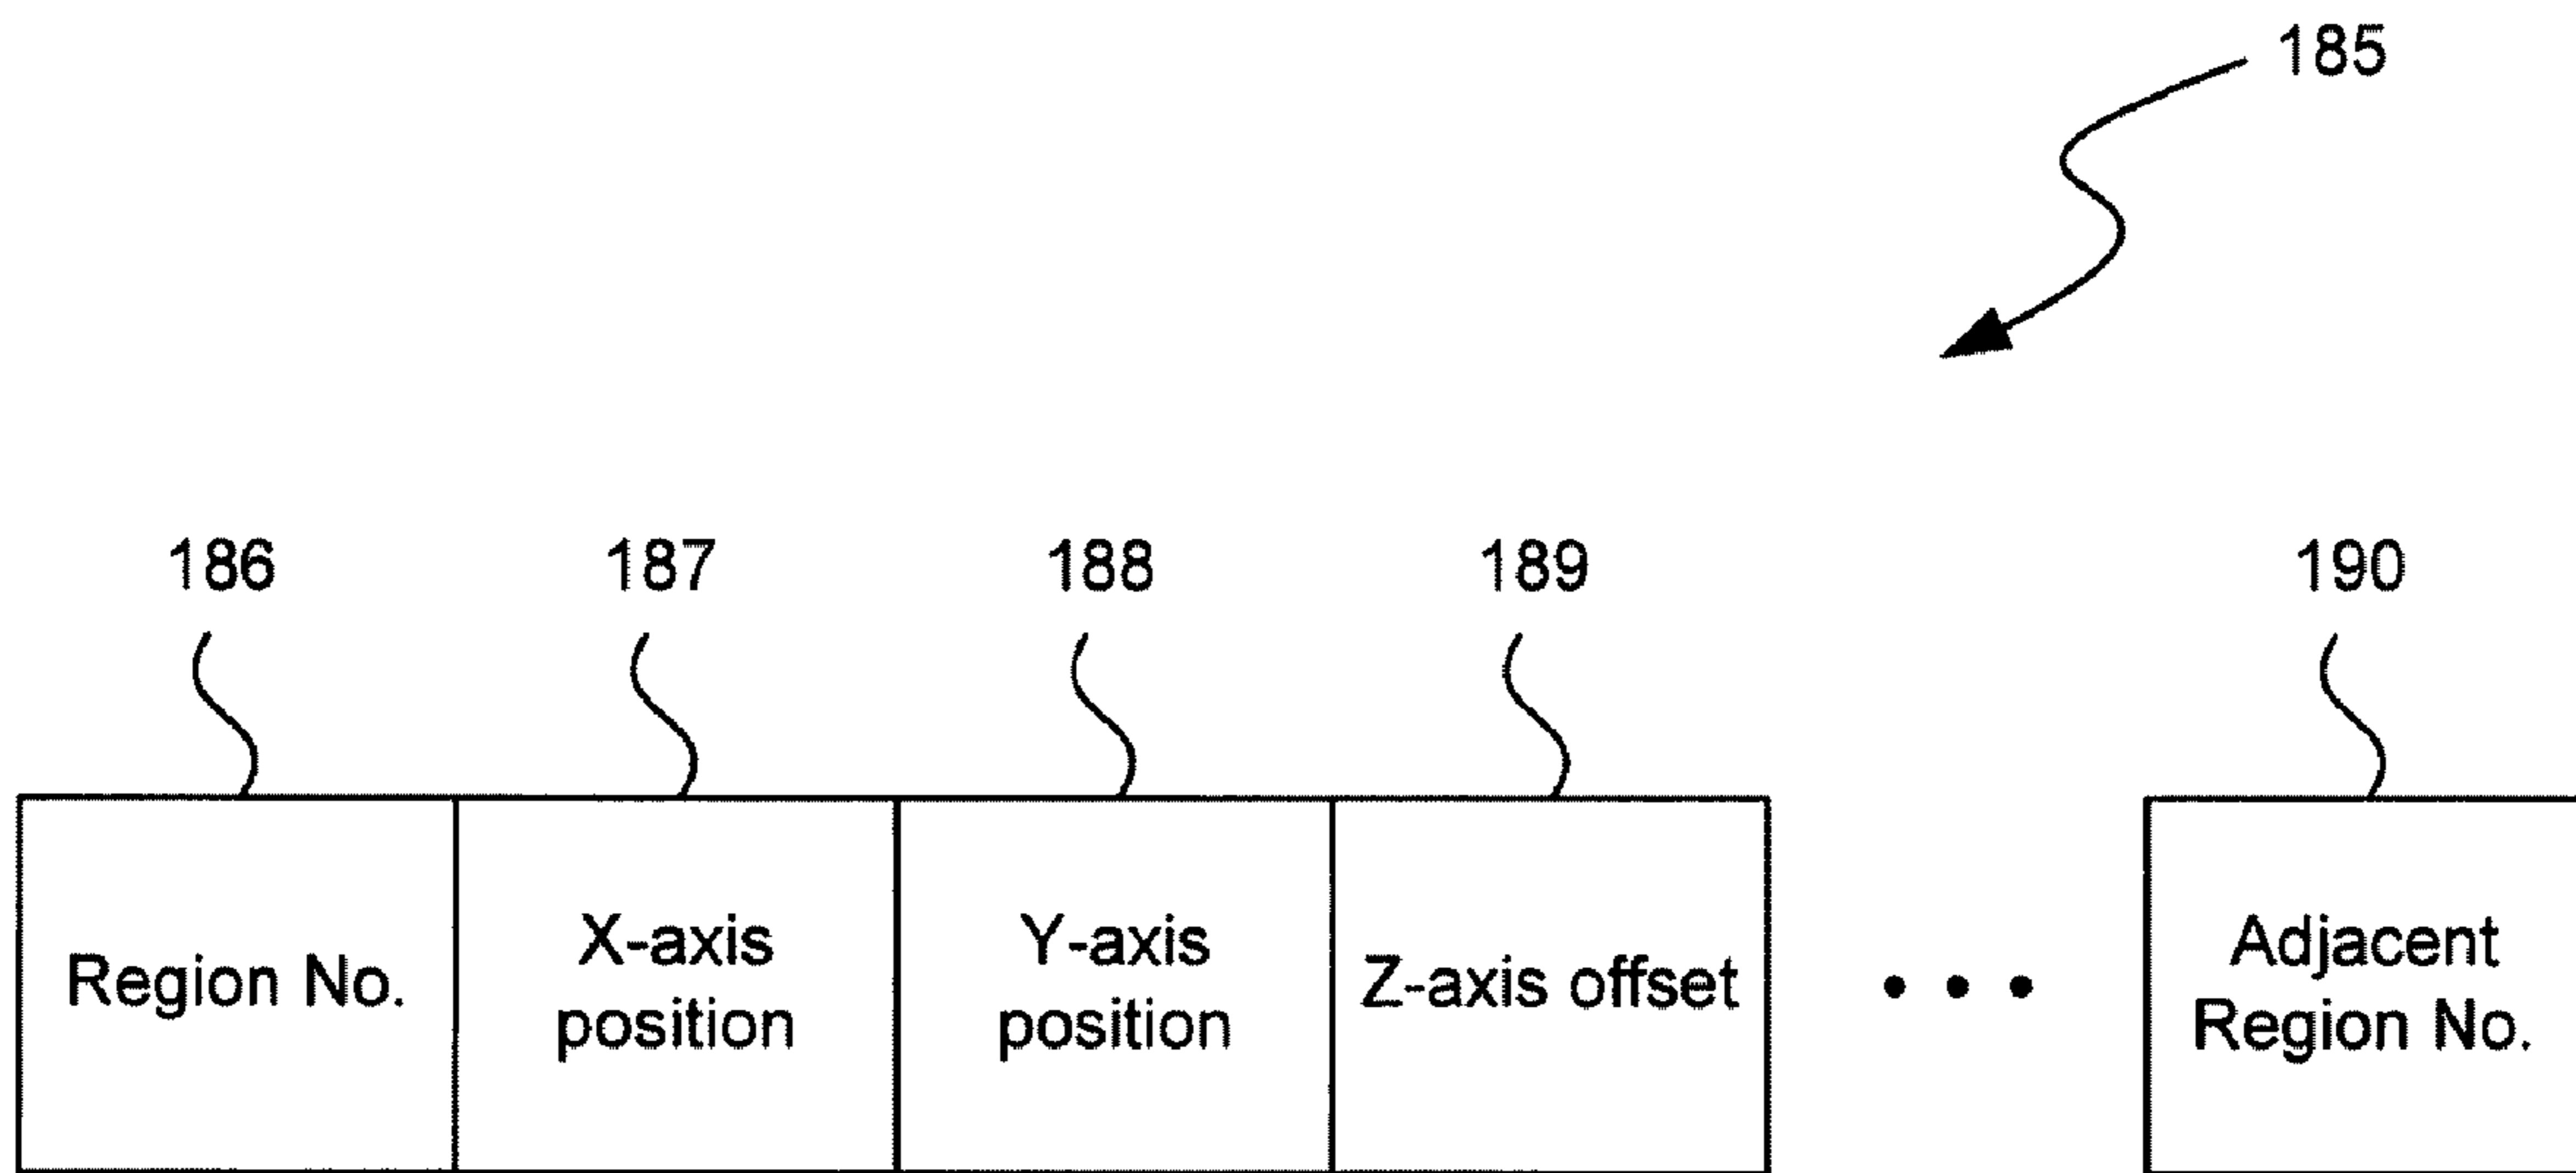 185
186
187
188
189
190
Region No.
X-axis
position
Y-axis
position
Z-axis offset
Adjacent
Region No.